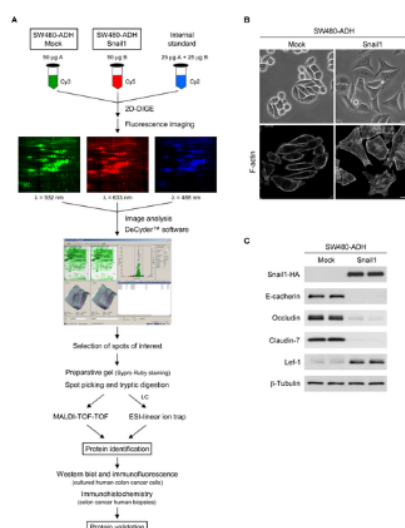 A
SW480-ADH
Mock
SW480-ADH
Snail1
Internal
standard
50 µg A
50 µg B
25 µg A + 25 µg B
Cy3
Cy5
Cy2
2D-DIGE
Fluorescence imaging
λ = 532 nm
λ = 633 nm
λ = 488 nm
Image analysis
DeCyder™ software
Selection of spots of interest
Preparative gel (Sypro Ruby staining)
Spot picking and tryptic digestion
LC
MALDI-TOF-TOF
ESI-linear ion trap
Protein identification
Western blot and immunofluorescence
(cultured human colon cancer cells)
Immunohistochemistry
(colon cancer human biopsies)
Protein validation
B
SW480-ADH
Mock
Snail1
F-actin
C
SW480-ADH
Mock
Snail1
Snail1-HA
E-cadherin
Occludin
Claudin-7
Lef-1
β-Tubulin